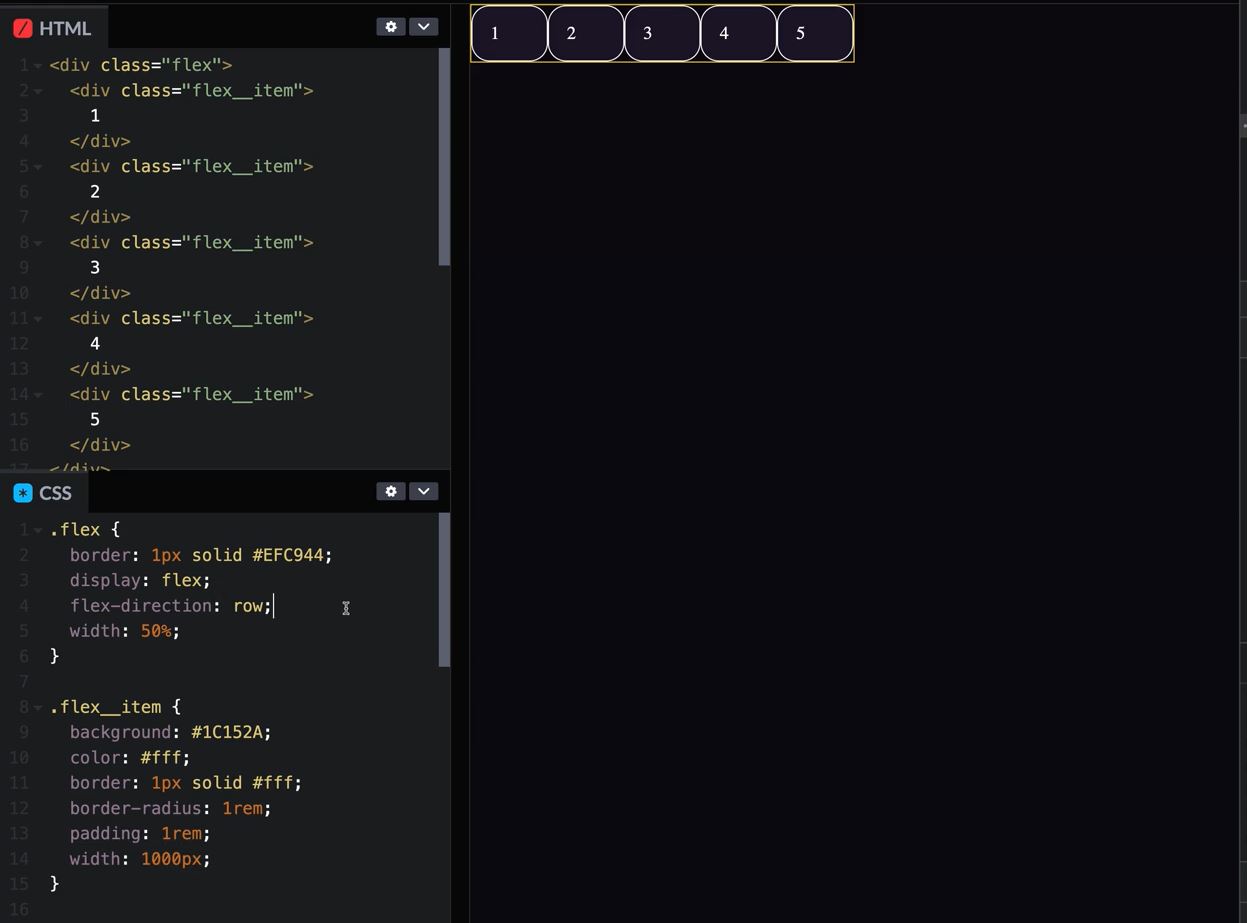 HTML
1 <div class="flex">
2 <div class="flex__item">
3 1
4 </div>
5 <div class="flex__item">
6 2
7 </div>
8 <div class="flex__item">
9 3
10 </div>
11 <div class="flex__item">
12 4
13 </div>
14 <div class="flex__item">
15 5
16 </div>
17 </div>
* CSS
1 .flex {
2 border: 1px solid #EFC944;
3 display: flex;
4 flex-direction: row;
5 width: 50%;
6 }
7
8 .flex__item {
9 background: #1C152A;
10 color: #fff;
11 border: 1px solid #fff;
12 border-radius: 1rem;
13 padding: 1rem;
14 width: 1000px;
15 }
16
1 2 3 4 5